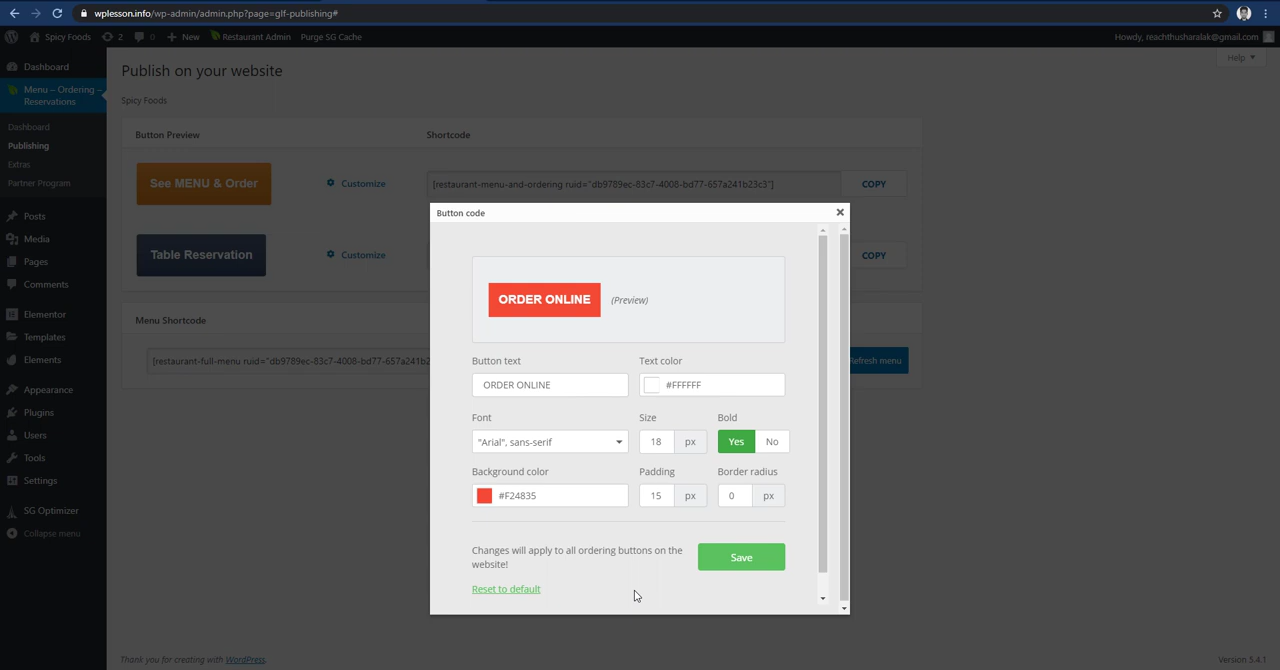 wplesson.info/wp-admin/admin.php?page=glf-publishing#
Spicy Foods 2 0 New Restaurant Admin Purge SG Cache Howdy, reachthusharalak@gmail.com
Dashboard
Menu – Ordering –
Reservations
Dashboard
Publishing
Extras
Partner Program
Posts
Media
Pages
Comments
Elementor
Templates
Elements
Appearance
Plugins
Users
Tools
Settings
SG Optimizer
Collapse menu
Help
Publish on your website
Spicy Foods
Button Preview Shortcode
See MENU & Order Customize [restaurant-menu-and-ordering ruid="db9789ec-83c7-4008-bd77-657a241b23c3"] COPY
Table Reservation Customize COPY
Menu Shortcode
[restaurant-full-menu ruid="db9789ec-83c7-4008-bd77-657a241b2 Refresh menu
Button code
ORDER ONLINE (Preview)
Button text Text color
ORDER ONLINE #FFFFFF
Font Size Bold
"Arial", sans-serif 18 px Yes No
Background color Padding Border radius
#F24835 15 px 0 px
Changes will apply to all ordering buttons on the
website!
Save
Reset to default
Thank you for creating with WordPress. Version 5.4.1